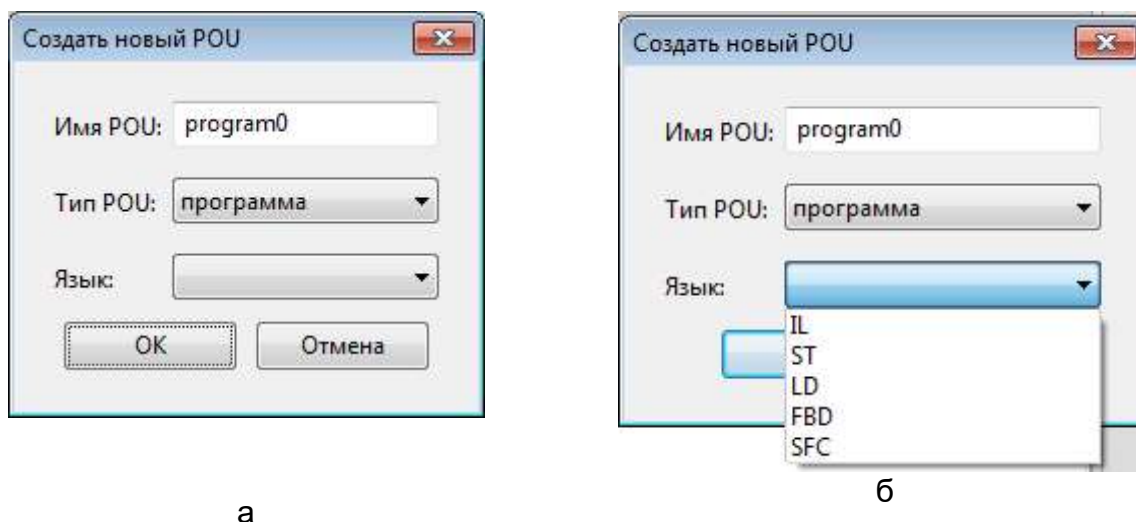 Создать новый POU
Имя POU: program0
Тип POU: программа
Язык:
OK Отмена
а
Создать новый POU
Имя POU: program0
Тип POU: программа
Язык:
IL
ST
LD
FBD
SFC
б